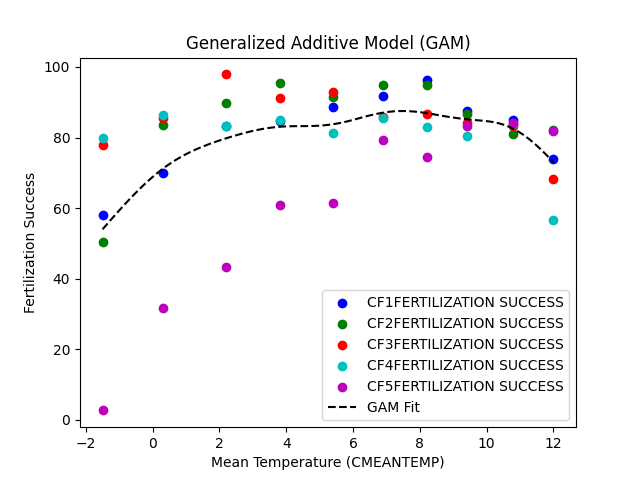 Generalized Additive Model (GAM)
100
80
60
40
20
0
Fertilization Success
−2
0
2
4
6
8
10
12
Mean Temperature (CMEANTEMP)
CF1FERTILIZATION SUCCESS
CF2FERTILIZATION SUCCESS
CF3FERTILIZATION SUCCESS
CF4FERTILIZATION SUCCESS
CF5FERTILIZATION SUCCESS
GAM Fit